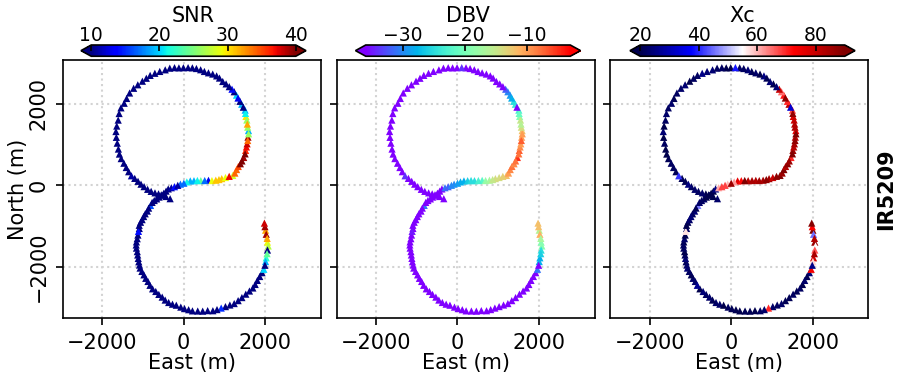 SNR DBV Xc
10 20 30 40 −30 −20 −10 20 40 60 80
2000
0
−2000
North (m)
−2000 0 2000 −2000 0 2000 −2000 0 2000
East (m) East (m) East (m)
IR5209